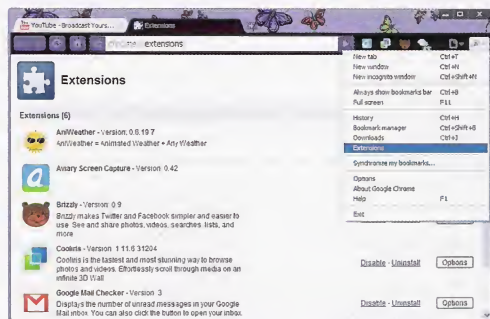 YouTube - Broadcast Yours...
Extensions
chrome extensions
Extensions
Extensions (6)
AniWeather - Version: 0.6.19.7
AniWeather = Animated Weather + Any Weather
Aviary Screen Capture - Version 0.42
Brizzly - Version 0.9
Brizzly makes Twitter and Facebook simpler and easier to
use. See and share photos, videos, searches, lists, and
more
Cooliris - Version 1.11.6.31204
Cooliris is the fastest and most stunning way to browse
photos and videos. Effortlessly scroll through media on an
infinite 3D Wall
Disable - Uninstall
Options
Google Mail Checker - Version 3
Displays the number of unread messages in your Google
Mail inbox. You can also click the button to open your inbox.
Disable - Uninstall
Options
New tab Ctrl+T
New window Ctrl+N
New incognito window Ctrl+Shift+N
Always show bookmarks bar Ctrl+B
Full screen F11
History Ctrl+H
Bookmark manager Ctrl+Shift+B
Downloads Ctrl+J
Extensions
Synchronize my bookmarks...
Options
About Google Chrome
Help F1
Exit